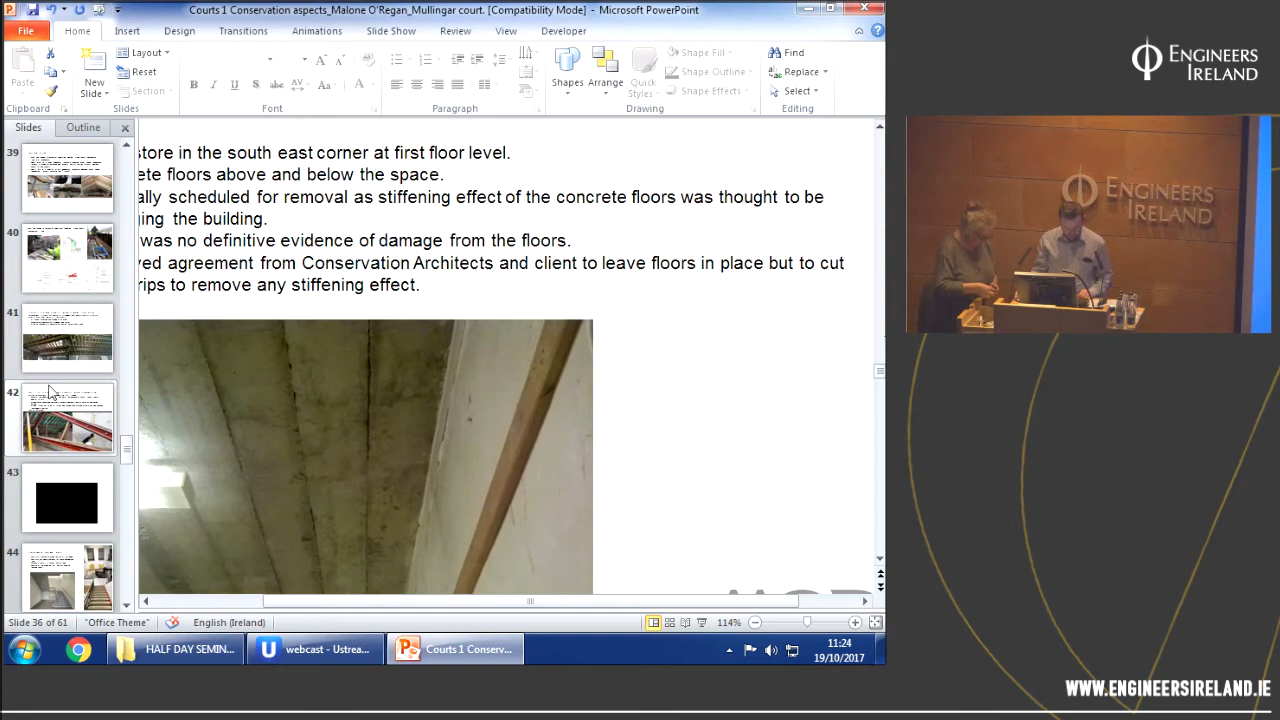 Courts 1 Conservation aspects_Malone O'Regan_Mullingar court. [Compatibility Mode] - Microsoft PowerPoint
File Home Insert Design Transitions Animations Slide Show Review View Developer
Paste
New Slide
Layout
Reset
Section
Shapes
Arrange
Quick Styles
Shape Fill
Shape Outline
Shape Effects
Find
Replace
Select
Clipboard Slides Font Paragraph Drawing Editing
Slides Outline
39
40
41
42
43
44
store in the south east corner at first floor level.
ete floors above and below the space.
ally scheduled for removal as stiffening effect of the concrete floors was thought to be
ing the building.
was no definitive evidence of damage from the floors.
ved agreement from Conservation Architects and client to leave floors in place but to cut
rips to remove any stiffening effect.
Slide 36 of 61 "Office Theme" English (Ireland) 114%
HALF DAY SEMIN... webcast - Ustrea... Courts 1 Conserv...
11:24
19/10/2017
ENGINEERS
IRELAND
ENGINEERS
IRELAND
WWW.ENGINEERSIRELAND.IE